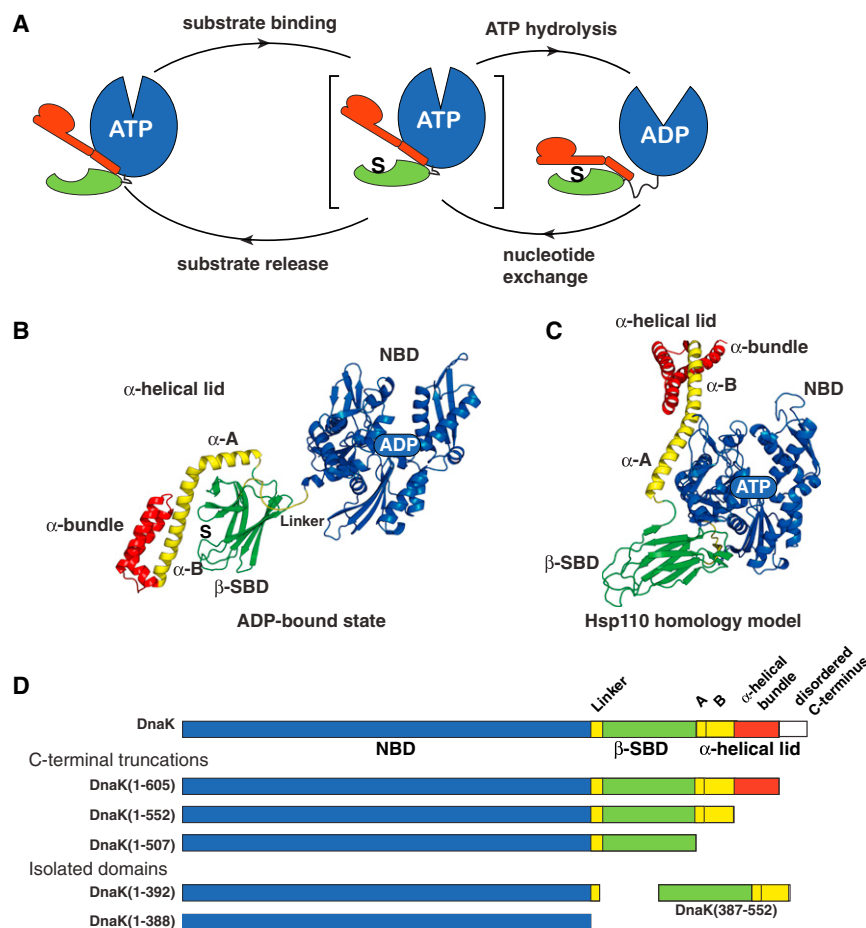 A
substrate binding
ATP hydrolysis
ATP
ATP
ADP
S
S
substrate release
nucleotide
exchange
B
C
α-helical lid
α-bundle
NBD
α-B
NBD
α-helical lid
α-A
α-A
ADP
ATP
α-bundle
S
Linker
α-B
β-SBD
β-SBD
ADP-bound state
Hsp110 homology model
D
Linker
A
B
α-helical
bundle
disordered
C-terminus
DnaK
NBD
β-SBD
α-helical lid
C-terminal truncations
DnaK(1-605)
DnaK(1-552)
DnaK(1-507)
Isolated domains
DnaK(1-392)
DnaK(387-552)
DnaK(1-388)